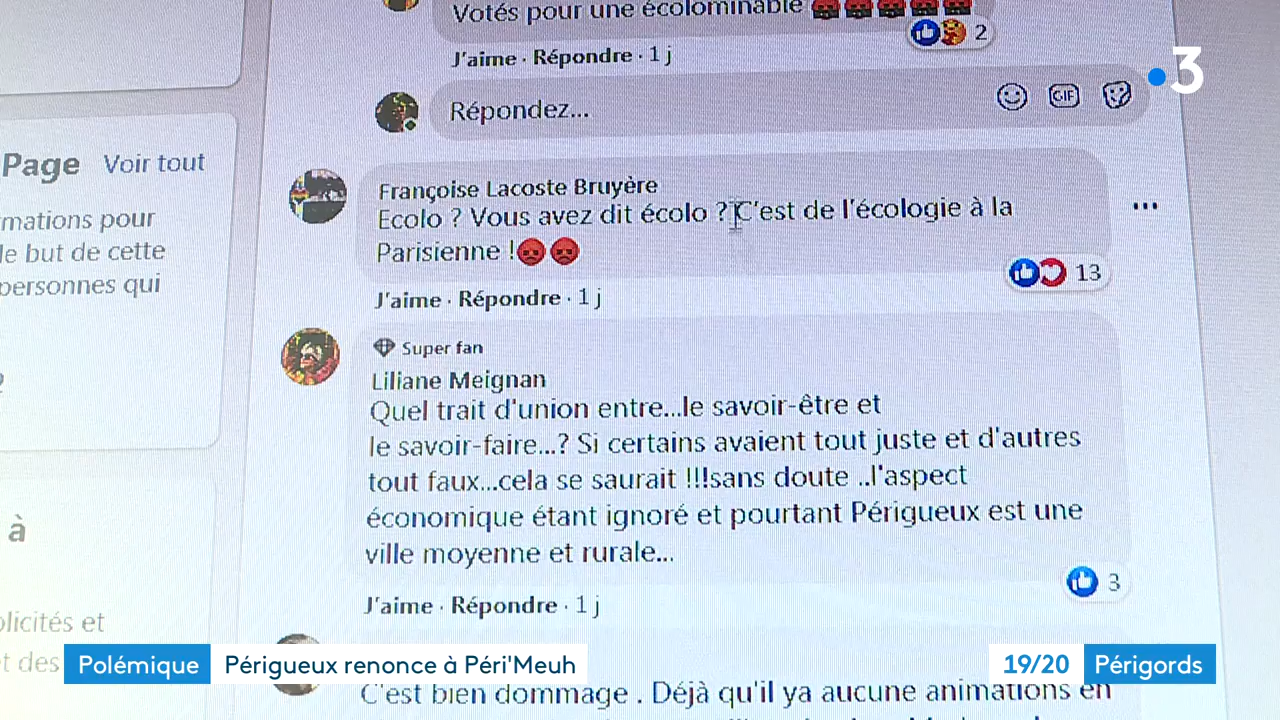 Votés pour une écolominable
2
J'aime · Répondre · 1 j
3
Répondez...
GIF
Page Voir tout
Françoise Lacoste Bruyère
mations pour
Ecolo ? Vous avez dit écolo ? C'est de l'écologie à la
le but de cette
Parisienne !
personnes qui
13
J'aime · Répondre · 1 j
Super fan
Liliane Meignan
Quel trait d'union entre...le savoir-être et
le savoir-faire...? Si certains avaient tout juste et d'autres
tout faux...cela se saurait !!!sans doute ..l'aspect
économique étant ignoré et pourtant Périgueux est une
à
ville moyenne et rurale...
3
J'aime · Répondre · 1 j
licités et
t des
Polémique Périgueux renonce à Péri'Meuh 19/20 Périgords
C'est bien dommage . Déjà qu'il ya aucune animations en